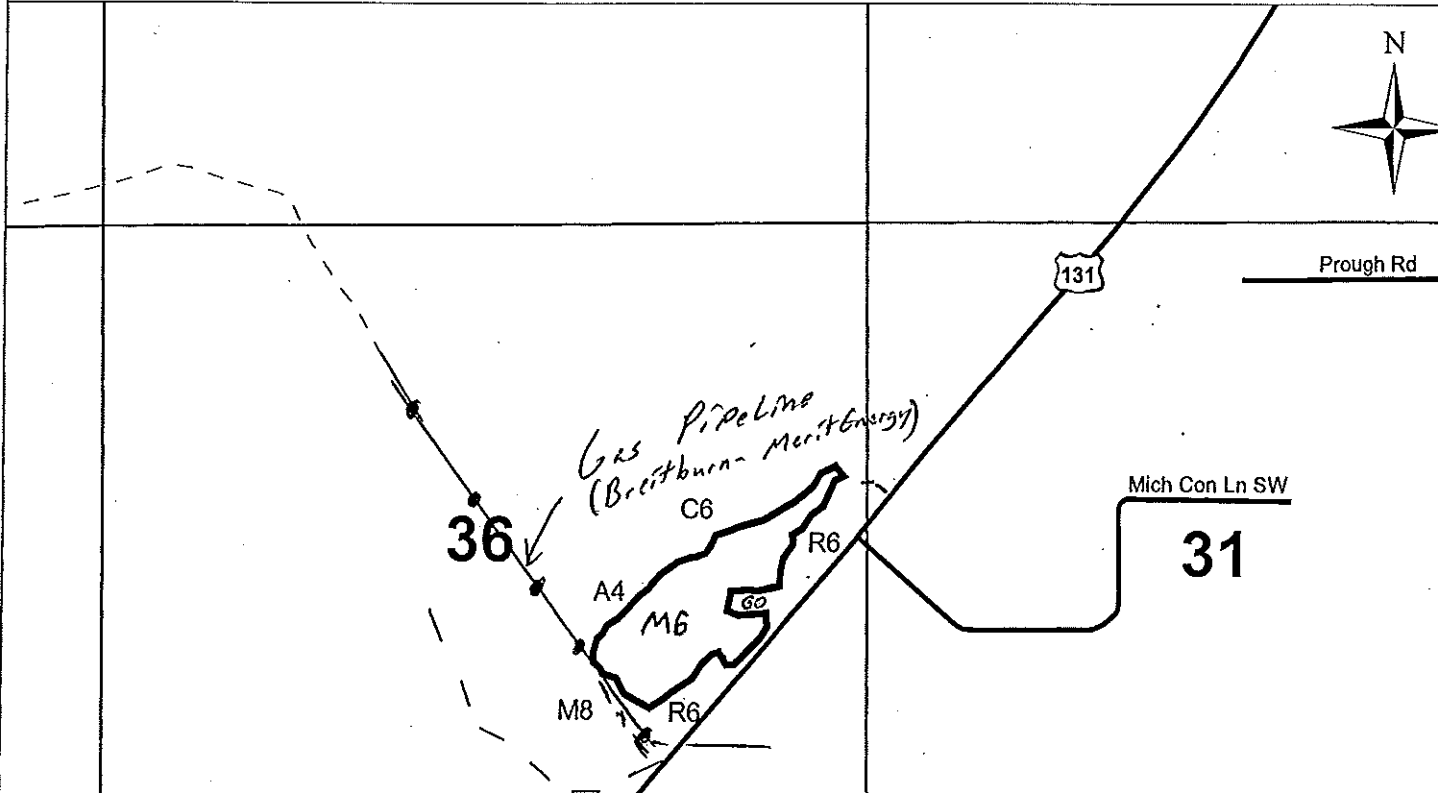 N
131
Prough Rd
Gas PipeLine
(Breitburn- Merit Energy)
C6
Mich Con Ln SW
36
R6
31
A4
GO
M6
M8
R6